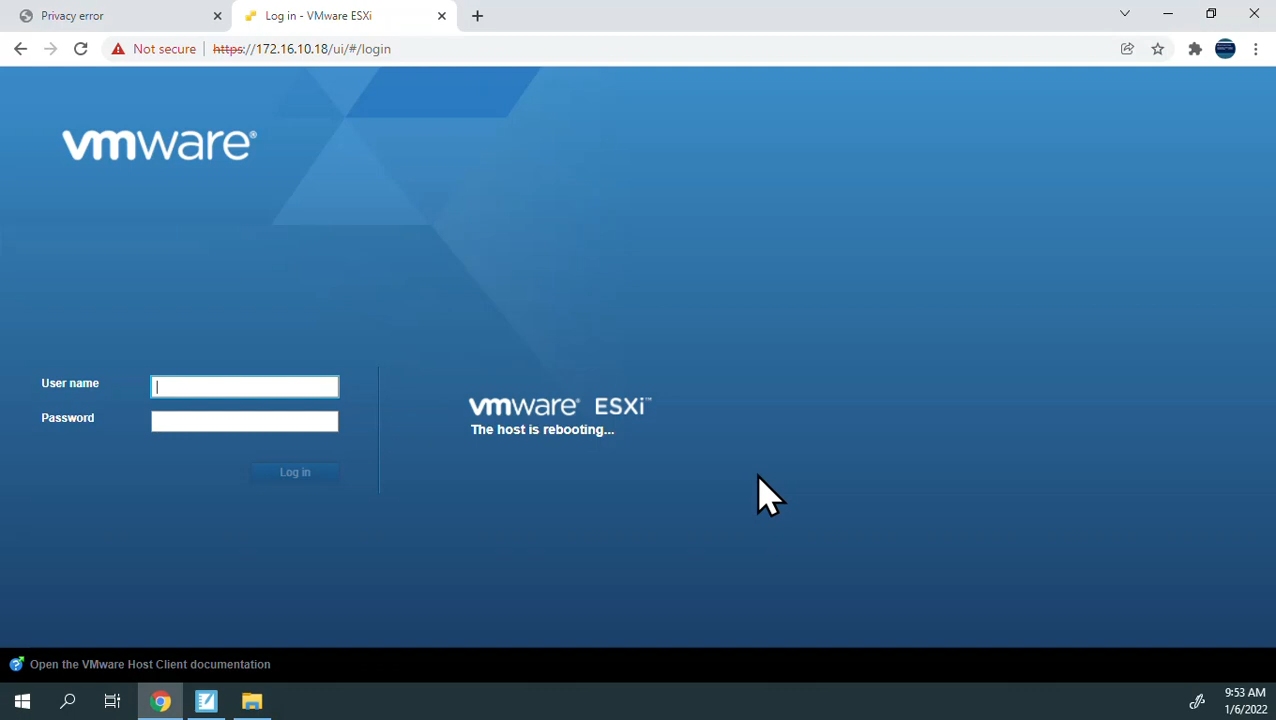 Privacy error
Log in - VMware ESXi
Not secure
https://172.16.10.18/ui/#/login
vmware®
User name
Password
Log in
vmware® ESXi™
The host is rebooting...
Open the VMware Host Client documentation
9:53 AM
1/6/2022